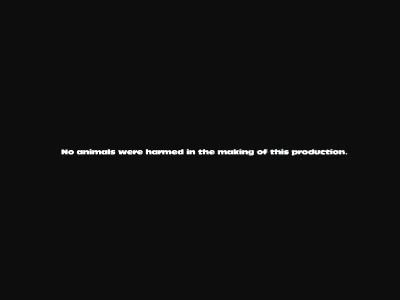 No animals were harmed in the making of this production.